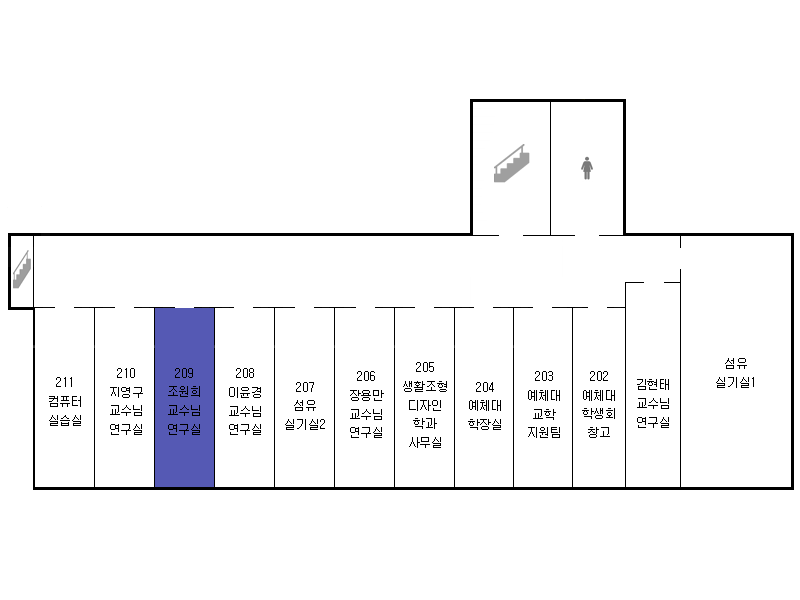 211
컴퓨터
실습실
210
지영구
교수님
연구실
209
조원희
교수님
연구실
208
이윤경
교수님
연구실
207
섬유
실기실2
206
장용만
교수님
연구실
205
생활조형
디자인
학과
사무실
204
예체대
학장실
203
예체대
교학
지원팀
202
예체대
학생회
창고
김현태
교수님
연구실
섬유
실기실1